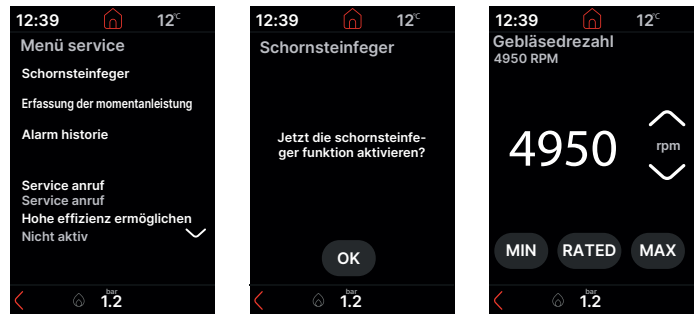 12:39 12°C
Menü service
Schornsteinfeger
Erfassung der momentanleistung
Alarm historie
Service anruf
Service anruf
Hohe effizienz ermöglichen
Nicht aktiv
bar
1.2
12:39 12°C
Schornsteinfeger
Jetzt die schornsteinfe-
ger funktion aktivieren?
OK
bar
1.2
12:39 12°C
Gebläsedrezahl
4950 RPM
4950 rpm
MIN RATED MAX
bar
1.2